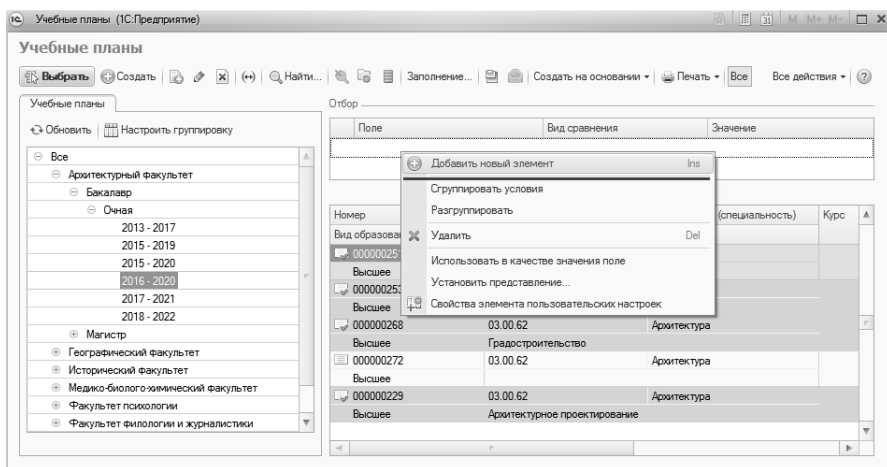 Учебные планы (1С:Предприятие)
M M+ M-
Учебные планы
Выбрать Создать Найти... Заполнение... Создать на основании Печать Все Все действия
Учебные планы
Обновить Настроить группировку
Все
Архитектурный факультет
Бакалавр
Очная
2013 - 2017
2015 - 2019
2015 - 2020
2016 - 2020
2017 - 2021
2018 - 2022
Магистр
Географический факультет
Исторический факультет
Медико-биолого-химический факультет
Факультет психологии
Факультет филологии и журналистики
Отбор
Поле Вид сравнения Значение
Добавить новый элемент Ins
Сгруппировать условия
Разгруппировать
Удалить Del
Использовать в качестве значения поле
Установить представление...
Свойства элемента пользовательских настроек
Номер (специальность) Курс
Вид образован
00000025
Высшее
000000253
Высшее
000000268 03.00.62 Архитектура
Высшее Градостроительство
000000272 03.00.62 Архитектура
Высшее
000000229 03.00.62 Архитектура
Высшее Архитектурное проектирование